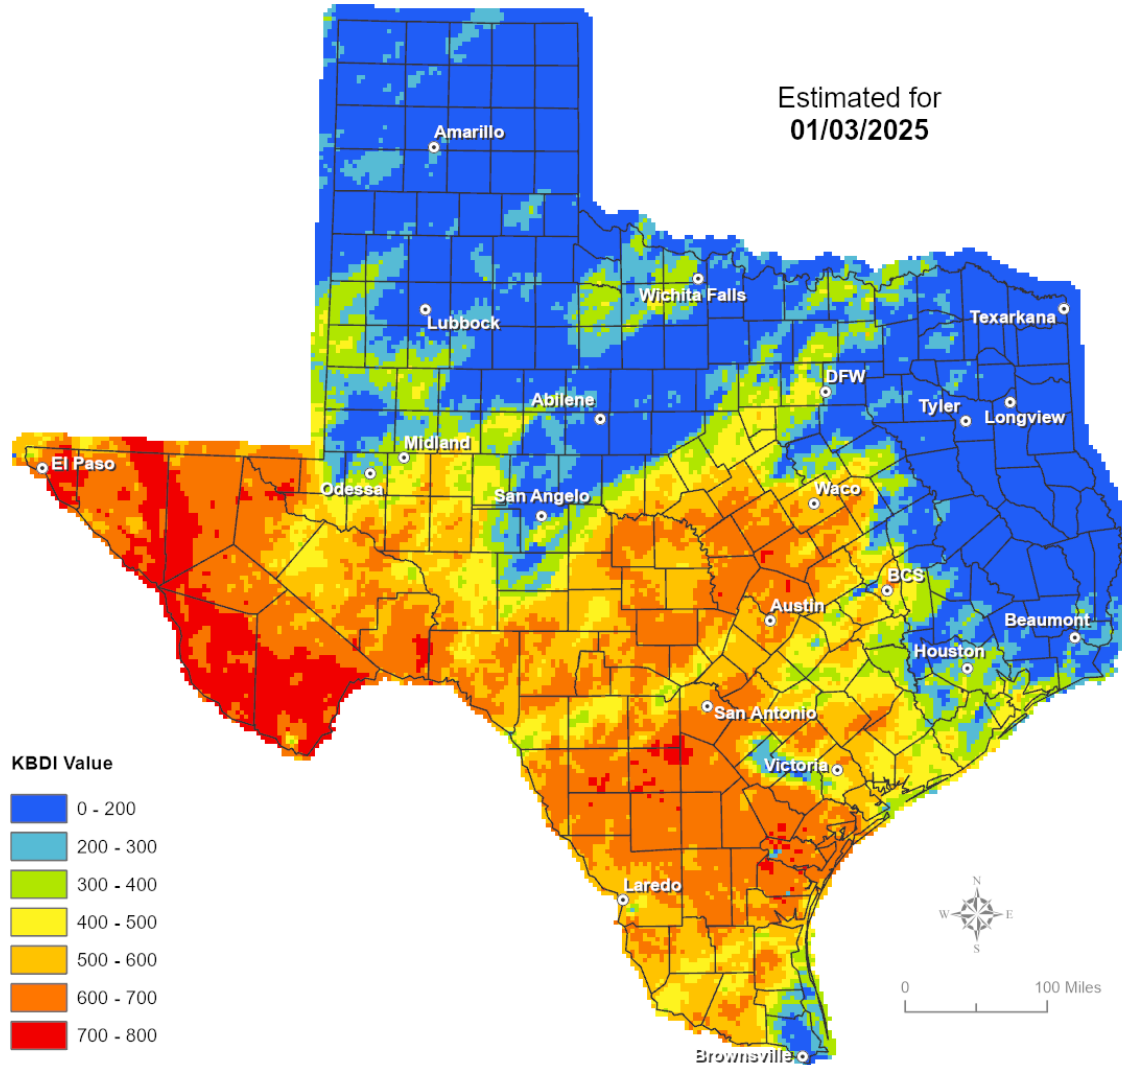 Estimated for
01/03/2025
Amarillo
Wichita Falls
Lubbock
Texarkana
DFW
Abilene
Tyler
Longview
Midland
El Paso
Odessa
San Angelo
Waco
BCS
Austin
Beaumont
Houston
San Antonio
Victoria
Laredo
Brownsville
KBDI Value
0 - 200
200 - 300
300 - 400
400 - 500
500 - 600
600 - 700
700 - 800
N
W E
S
0 100 Miles